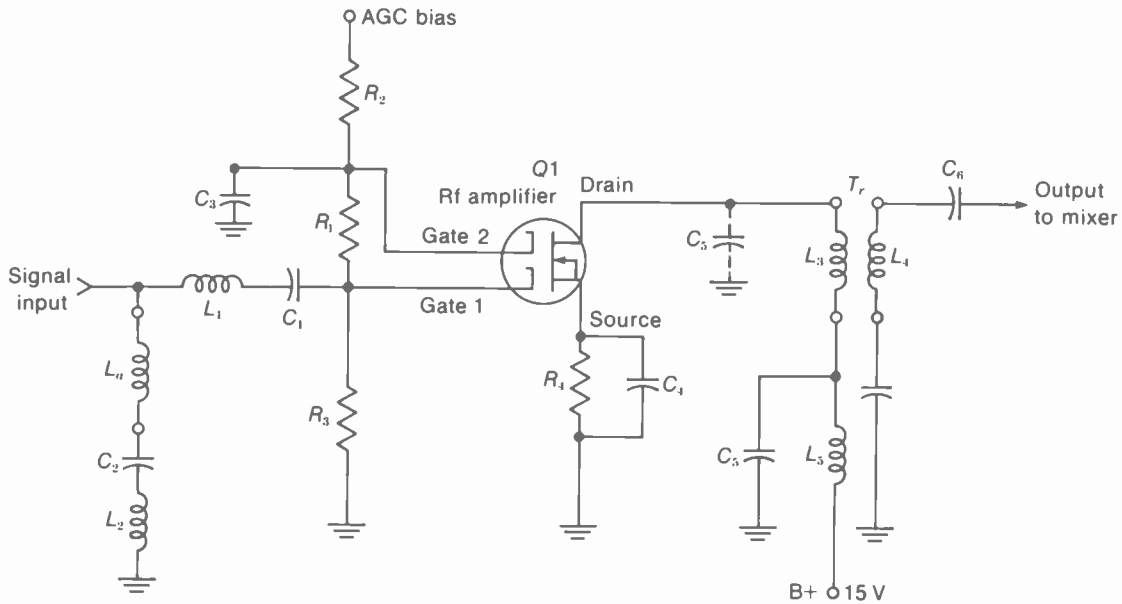 AGC bias
R₂
Q1
Rf amplifier
Drain
Tᵣ
C₆
Output
to mixer
C₃
R₁
Gate 2
C₅
L₃
L₄
Signal
input
L₁
C₁
Gate 1
Source
Lₐ
R₃
R₄
C₄
C₂
C₅
L₅
L₂
B+
15 V